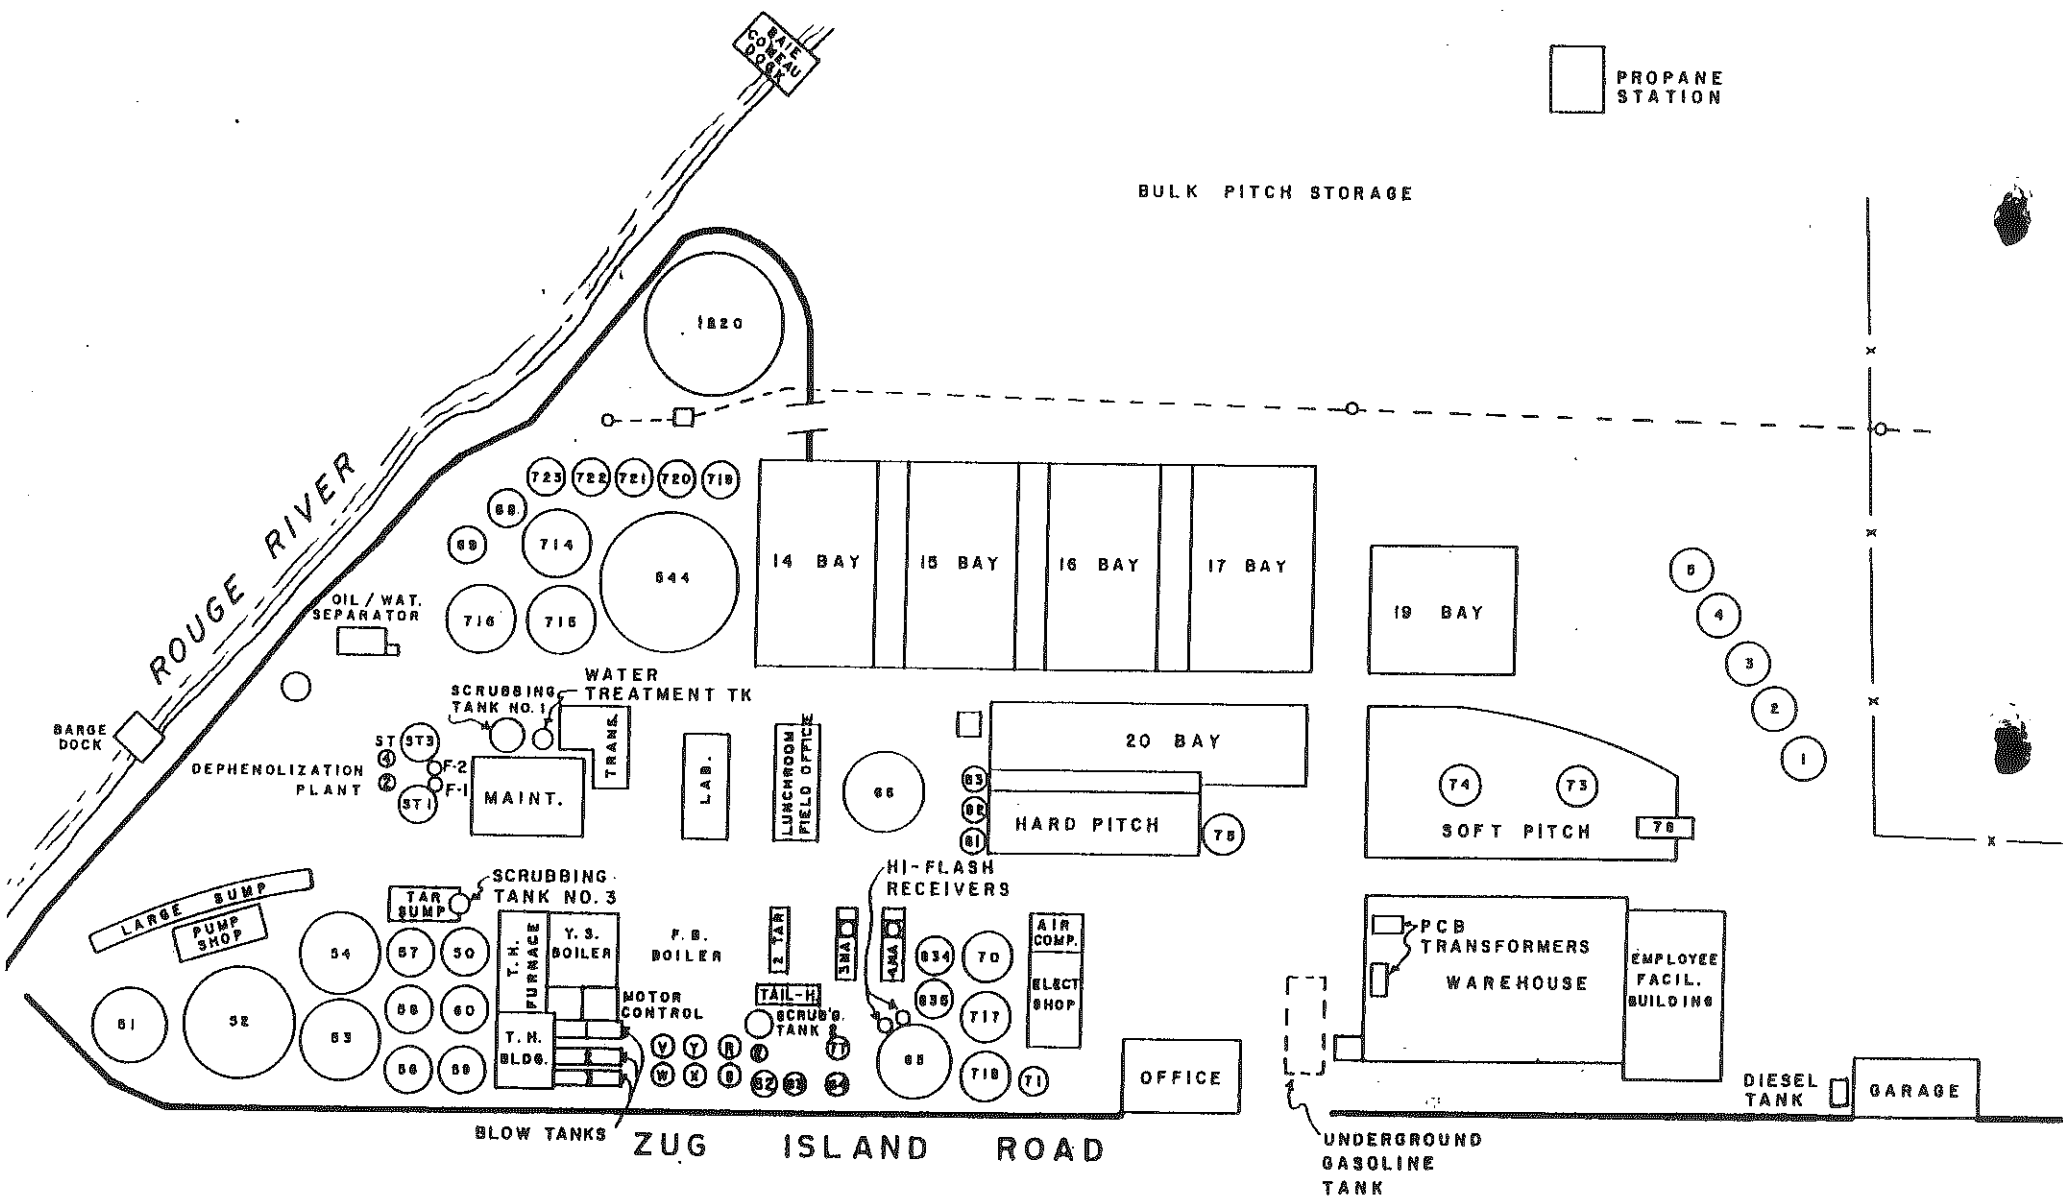 BAIE
COMEAU
DOCK
PROPANE
STATION
BULK PITCH STORAGE
1820
ROUGE RIVER
723 722 721 720 719
68
69
714
644
716
715
14 BAY
15 BAY
16 BAY
17 BAY
19 BAY
5
4
3
2
1
OIL / WAT.
SEPARATOR
BARGE
DOCK
SCRUBBING
TANK NO. 1
WATER
TREATMENT TK
ST
4
2
ST3
F-2
F-1
ST1
DEPHENOLIZATION
PLANT
MAINT.
TRANS.
LAB.
LUNCHROOM
FIELD OFFICE
66
20 BAY
63
62
61
HARD PITCH
75
74
73
SOFT PITCH
76
LARGE SUMP
PUMP
SHOP
TAR
SUMP
SCRUBBING
TANK NO. 3
HI-FLASH
RECEIVERS
54
57
50
T. H.
FURNACE
Y. S.
BOILER
F. B.
BOILER
2 TAR
3MA
4MA
634
635
70
AIR
COMP.
ELECT
SHOP
PCB
TRANSFORMERS
WAREHOUSE
EMPLOYEE
FACIL.
BUILDING
51
52
53
58
60
56
59
T. H.
BLDG.
MOTOR
CONTROL
TAIL-H
SCRUB'G.
TANK 2
V Y R
W X
77
64
65
717
718
71
OFFICE
DIESEL
TANK
GARAGE
BLOW TANKS
ZUG ISLAND ROAD
UNDERGROUND
GASOLINE
TANK